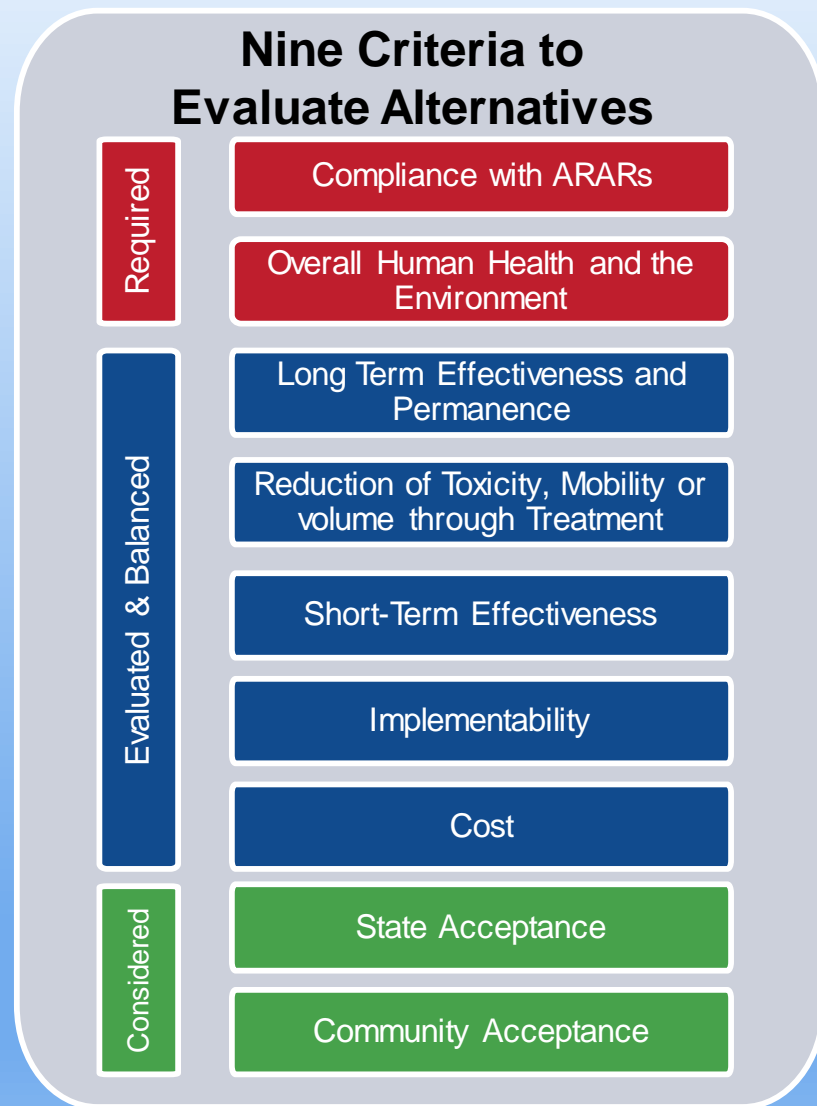 Nine Criteria to
Evaluate Alternatives
Required
Compliance with ARARs
Overall Human Health and the
Environment
Evaluated & Balanced
Long Term Effectiveness and
Permanence
Reduction of Toxicity, Mobility or
volume through Treatment
Short-Term Effectiveness
Implementability
Cost
Considered
State Acceptance
Community Acceptance